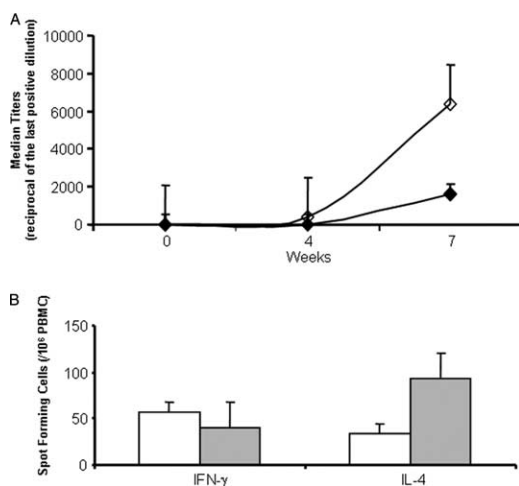 A
Median Titers
(reciprocal of the last positive dilution)
10000
8000
6000
4000
2000
0
0
4
7
Weeks
B
Spot Forming Cells (/10⁶ PBMC)
150
100
50
0
IFN-γ
IL-4